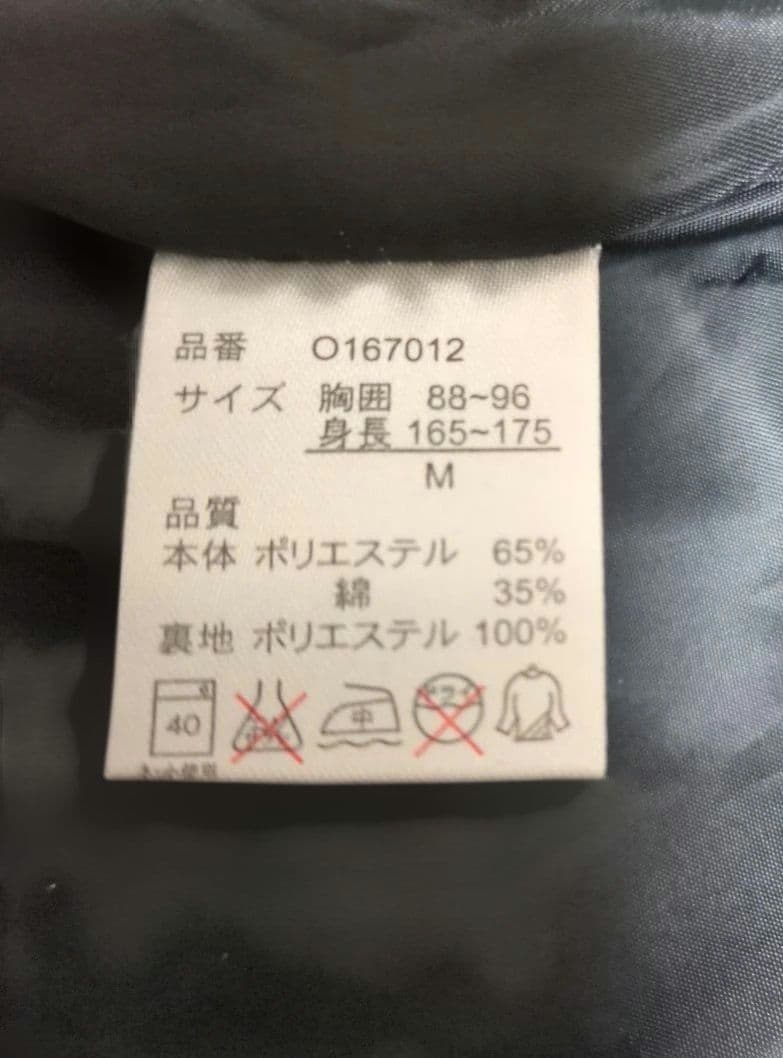 品番 O167012
サイズ 胸囲 88~96
身長 165~175
M
品質
本体 ポリエステル 65%
綿 35%
裏地 ポリエステル 100%
40 中